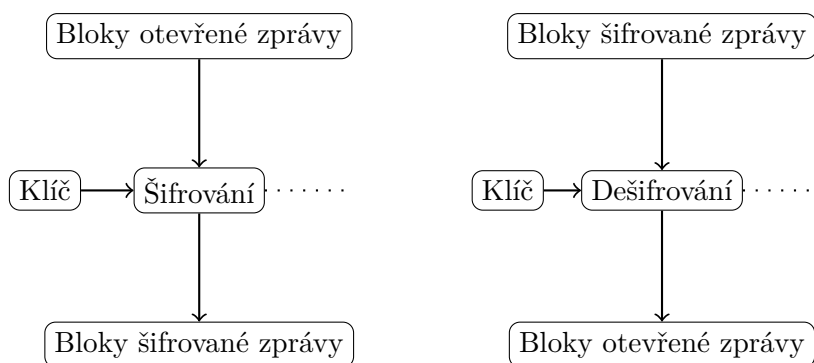 Bloky otevřené zprávy
Bloky šifrované zprávy
Klíč
Šifrování
Klíč
Dešifrování
Bloky šifrované zprávy
Bloky otevřené zprávy